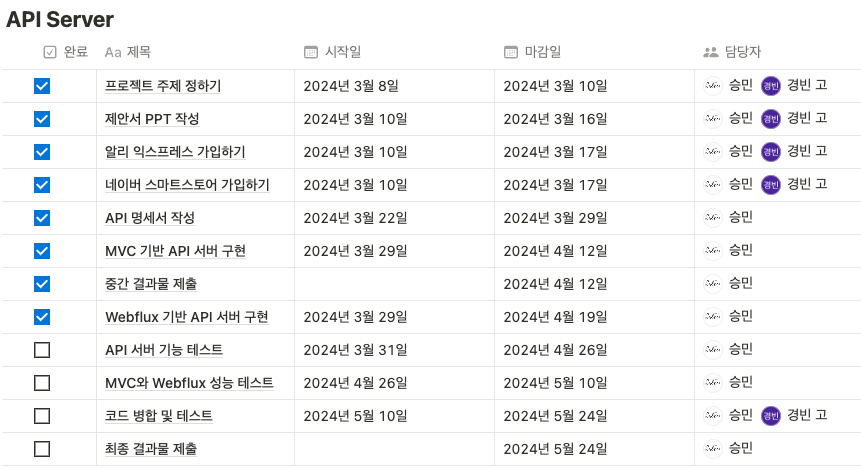 API Server
완료 Aa 제목 시작일 마감일 담당자
프로젝트 주제 정하기 2024년 3월 8일 2024년 3월 10일 승민 경빈 경빈 고
제안서 PPT 작성 2024년 3월 10일 2024년 3월 16일 승민 경빈 경빈 고
알리 익스프레스 가입하기 2024년 3월 10일 2024년 3월 17일 승민 경빈 경빈 고
네이버 스마트스토어 가입하기 2024년 3월 10일 2024년 3월 17일 승민 경빈 경빈 고
API 명세서 작성 2024년 3월 22일 2024년 3월 29일 승민
MVC 기반 API 서버 구현 2024년 3월 29일 2024년 4월 12일 승민
중간 결과물 제출 2024년 4월 12일 승민
Webflux 기반 API 서버 구현 2024년 3월 29일 2024년 4월 19일 승민
API 서버 기능 테스트 2024년 3월 31일 2024년 4월 26일 승민
MVC와 Webflux 성능 테스트 2024년 4월 26일 2024년 5월 10일 승민
코드 병합 및 테스트 2024년 5월 10일 2024년 5월 24일 승민 경빈 경빈 고
최종 결과물 제출 2024년 5월 24일 승민